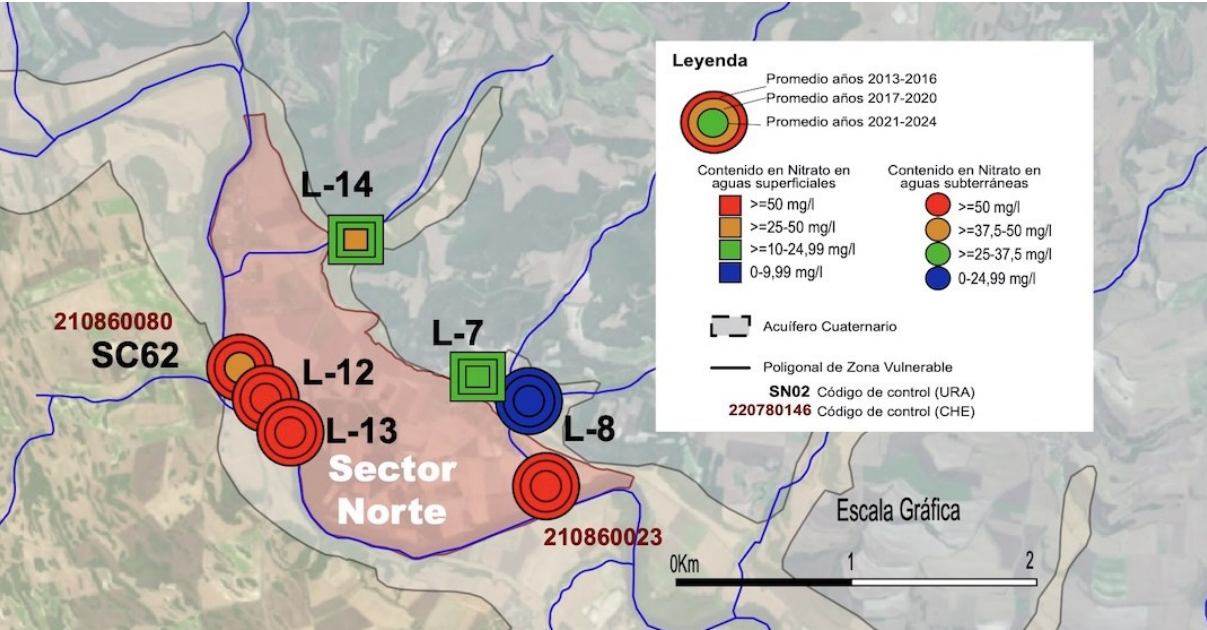 Leyenda
Promedio años 2013-2016
Promedio años 2017-2020
Promedio años 2021-2024
Contenido en Nitrato en
aguas superficiales
>=50 mg/l
>=25-50 mg/l
>=10-24,99 mg/l
0-9,99 mg/l
Contenido en Nitrato en
aguas subterráneas
>=50 mg/l
>=37,5-50 mg/l
>=25-37,5 mg/l
0-24,99 mg/l
Acuífero Cuaternario
Poligonal de Zona Vulnerable
SN02 Código de control (URA)
220780146 Código de control (CHE)
L-14
210860080
SC62
L-7
L-12
L-13
L-8
Sector
Norte
210860023
Escala Gráfica
0Km 1 2